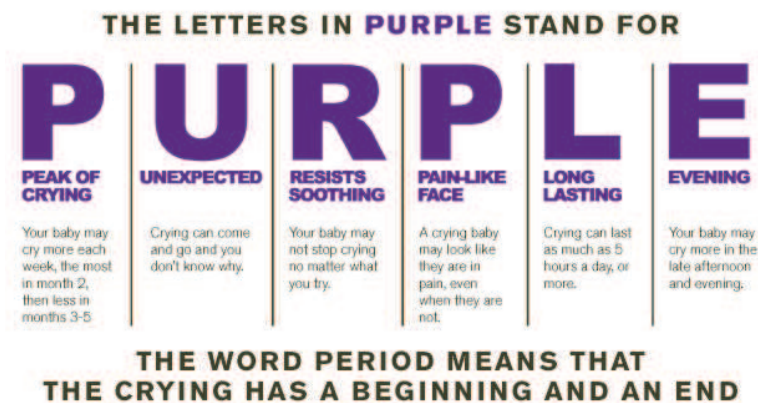 THE LETTERS IN PURPLE STAND FOR
P
PEAK OF
CRYING
Your baby may
cry more each
week, the most
in month 2,
then less in
months 3-5
U
UNEXPECTED
Crying can come
and go and you
don't know why.
R
RESISTS
SOOTHING
Your baby may
not stop crying
no matter what
you try.
P
PAIN-LIKE
FACE
A crying baby
may look like
they are in
pain, even
when they are
not.
L
LONG
LASTING
Crying can last
as much as 5
hours a day, or
more.
E
EVENING
Your baby may
cry more in the
late afternoon
and evening.
THE WORD PERIOD MEANS THAT
THE CRYING HAS A BEGINNING AND AN END